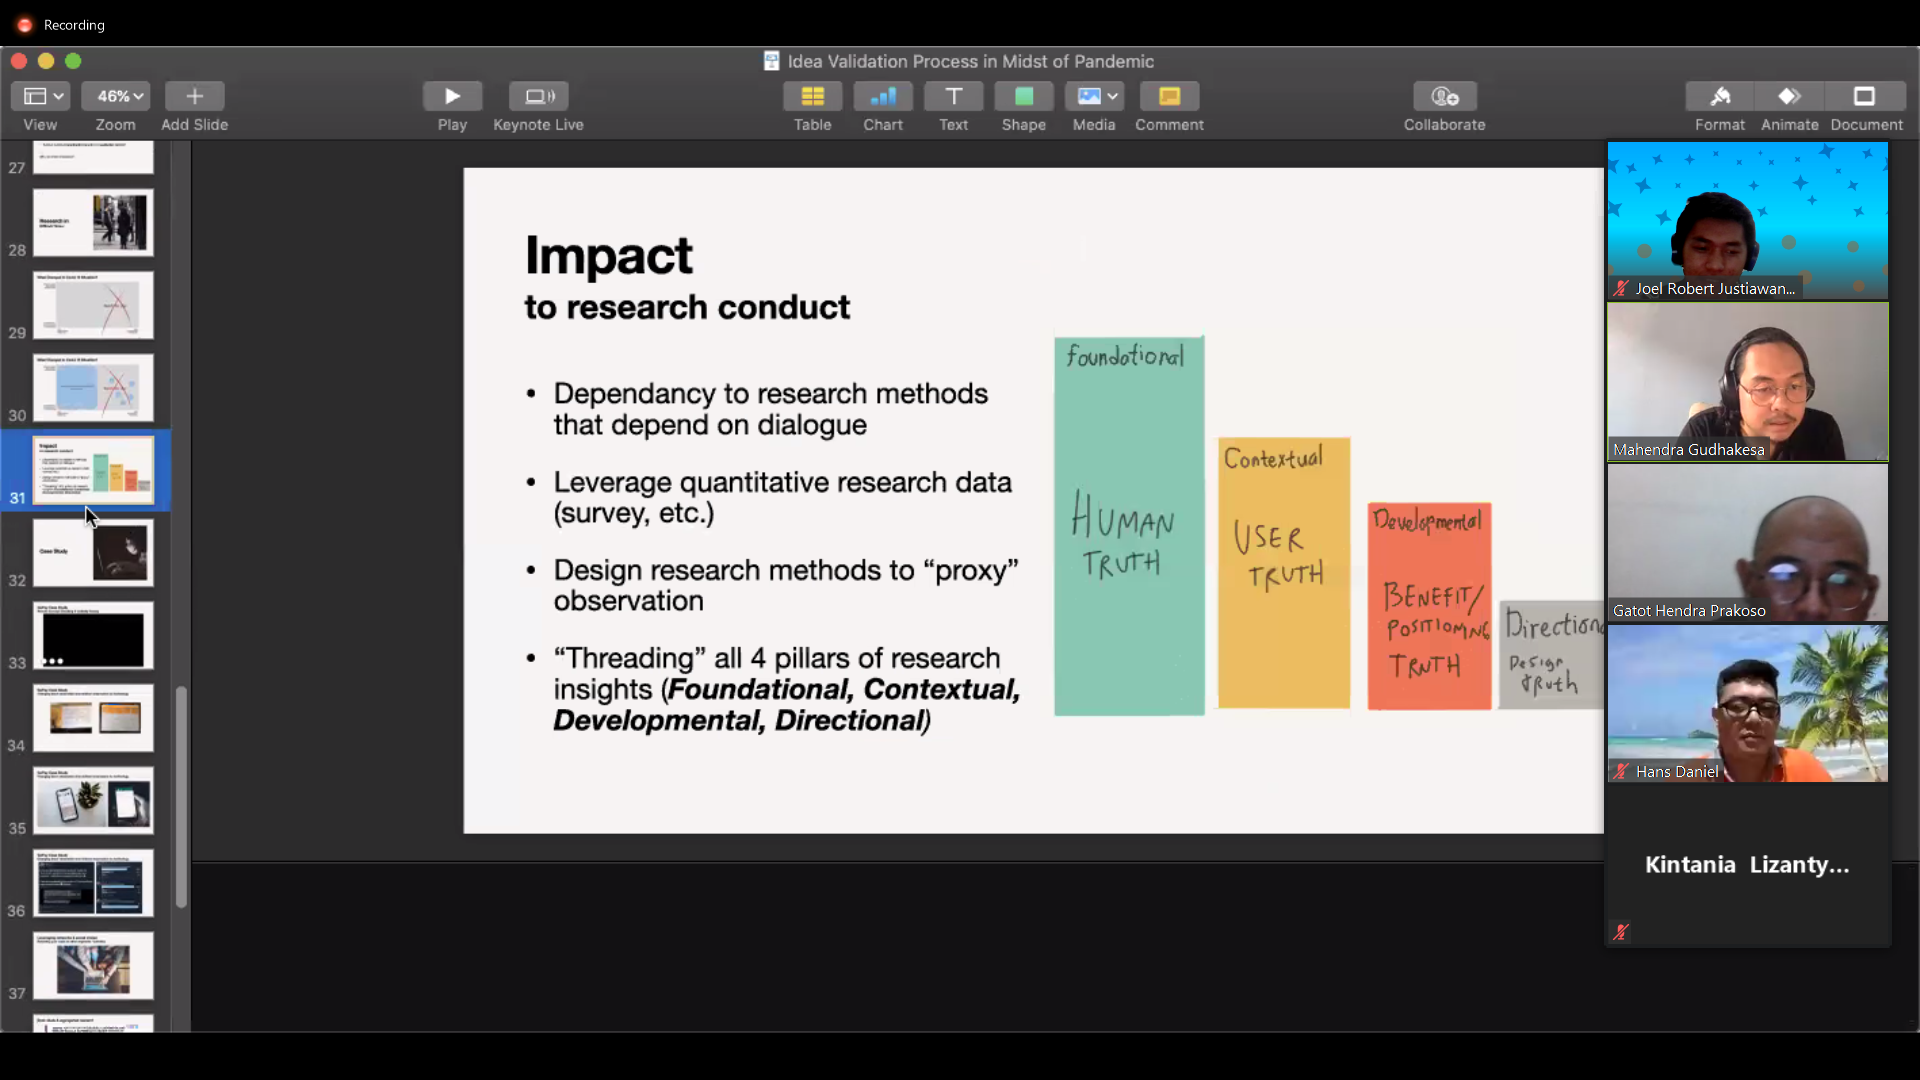 Recording
Idea Validation Process in Midst of Pandemic
46%
View
Zoom
Add Slide
Play
Keynote Live
Table
Chart
Text
Shape
Media
Comment
Collaborate
Format
Animate
Document
27
28
29
30
31
32
33
34
35
36
37
Impact
Case Study
Impact
to research conduct
• Dependancy to research methods
that depend on dialogue
• Leverage quantitative research data
(survey, etc.)
• Design research methods to “proxy”
observation
• “Threading” all 4 pillars of research
insights (Foundational, Contextual,
Developmental, Directional)
foundational
HUMAN
TRUTH
Contextual
USER
TRUTH
Developmental
BENEFIT/
POSITIONING
TRUTH
Direction
Design
truth
Joel Robert Justiawan...
Mahendra Gudhakesa
Gatot Hendra Prakoso
Hans Daniel
Kintania Lizanty...